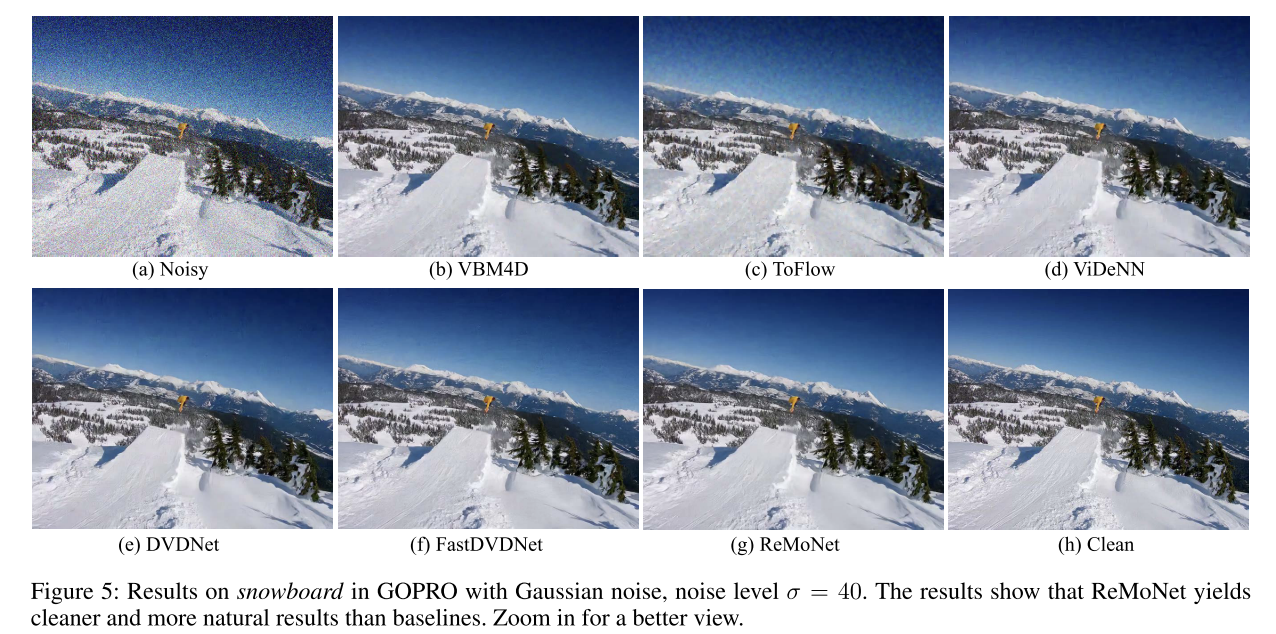 (a) Noisy
(b) VBM4D
(c) ToFlow
(d) ViDeNN
(e) DVDNet
(f) FastDVDNet
(g) ReMoNet
(h) Clean
Figure 5: Results on snowboard in GOPRO with Gaussian noise, noise level σ = 40. The results show that ReMoNet yields
cleaner and more natural results than baselines. Zoom in for a better view.